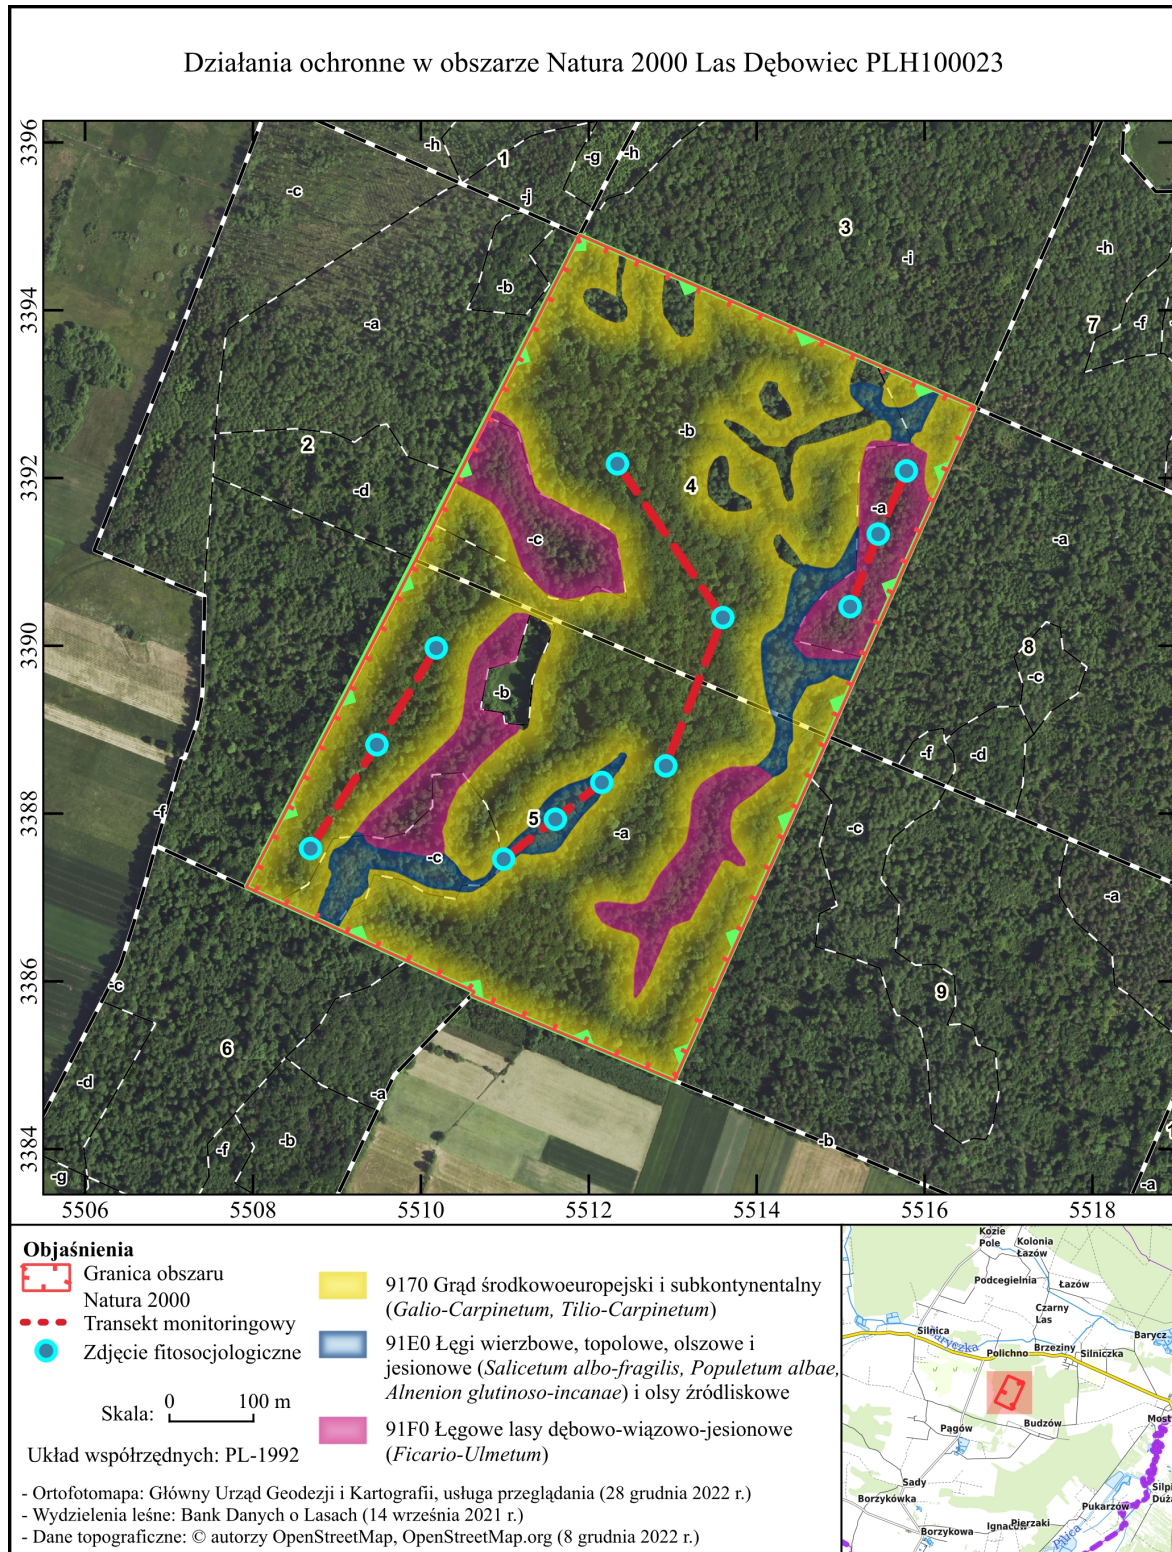 Działania ochronne w obszarze Natura 2000 Las Dębowiec PLH100023
3396
3394
3392
3390
3388
3386
3384
-h
1
-g
-h
-c
-j
3
-i
-h
-b
-a
7
-f
2
-b
-d
4
-a
-c
-a
8
-c
-b
-f
-d
-f
5
-a
-c
-c
-a
-c
9
6
-d
-a
-f
-b
-b
-g
-a
5506
5508
5510
5512
5514
5516
5518
Objaśnienia
Granica obszaru
Natura 2000
Transekt monitoringowy
Zdjęcie fitosocjologiczne
Skala:
0
100 m
Układ współrzędnych: PL-1992
9170 Grąd środkowoeuropejski i subkontynentalny
(Galio-Carpinetum, Tilio-Carpinetum)
91E0 Łęgi wierzbowe, topolowe, olszowe i
jesionowe (Salicetum albo-fragilis, Populetum albae,
Alnenion glutinoso-incanae) i olsy źródliskowe
91F0 Łęgowe lasy dębowo-wiązowo-jesionowe
(Ficario-Ulmetum)
- Ortofotomapa: Główny Urząd Geodezji i Kartografii, usługa przeglądania (28 grudnia 2022 r.)
- Wydzielenia leśne: Bank Danych o Lasach (14 września 2021 r.)
- Dane topograficzne: © autorzy OpenStreetMap, OpenStreetMap.org (8 grudnia 2022 r.)
Kozie
Pole
Kolonia
Łazów
Podcegielnia
Łazów
Czarny
Las
Silnica
Barycz
Polichno
Brzeziny
Silniczka
Most
Budzów
Pągów
Sady
Borzykówka
Pukarzów
Borzykowa
Pierzaki
Pilica